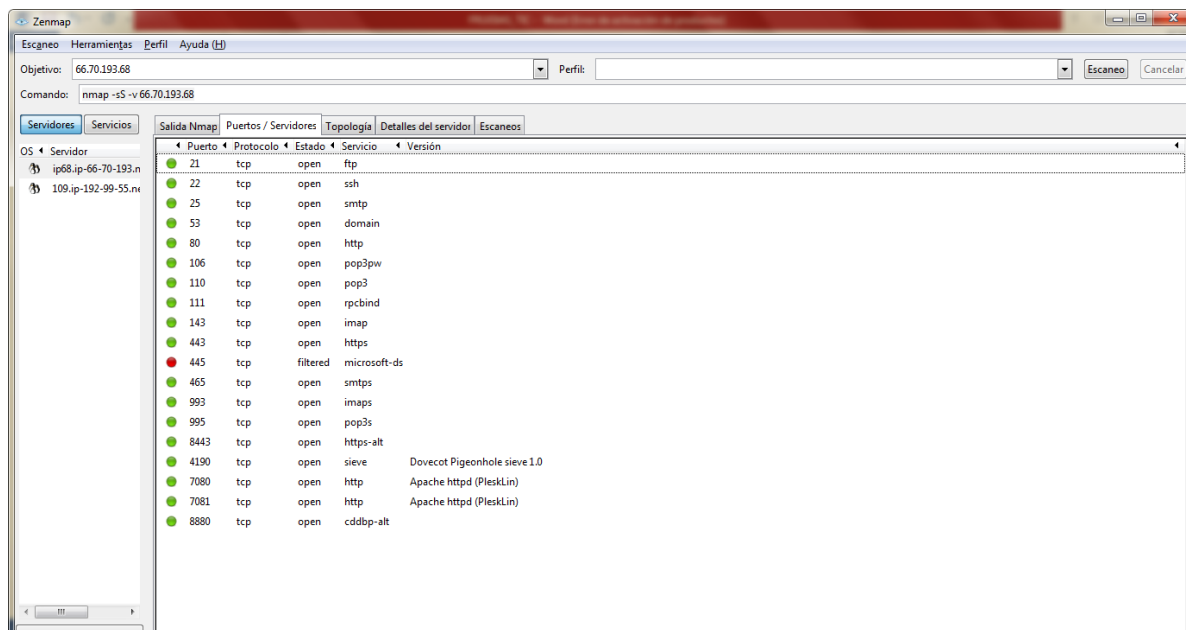 Zenmap
Escaneo Herramientas Perfil Ayuda (H)
Objetivo: 66.70.193.68 Perfil: Escaneo Cancelar
Comando: nmap -sS -v 66.70.193.68
Servidores Servicios Salida Nmap Puertos / Servidores Topología Detalles del servidor Escaneos
OS Servidor Puerto Protocolo Estado Servicio Versión
ip68.ip-66-70-193.n 21 tcp open ftp
109.ip-192-99-55.ne 22 tcp open ssh
25 tcp open smtp
53 tcp open domain
80 tcp open http
106 tcp open pop3pw
110 tcp open pop3
111 tcp open rpcbind
143 tcp open imap
443 tcp open https
445 tcp filtered microsoft-ds
465 tcp open smtps
993 tcp open imaps
995 tcp open pop3s
8443 tcp open https-alt
4190 tcp open sieve Dovecot Pigeonhole sieve 1.0
7080 tcp open http Apache httpd (PleskLin)
7081 tcp open http Apache httpd (PleskLin)
8880 tcp open cddbp-alt